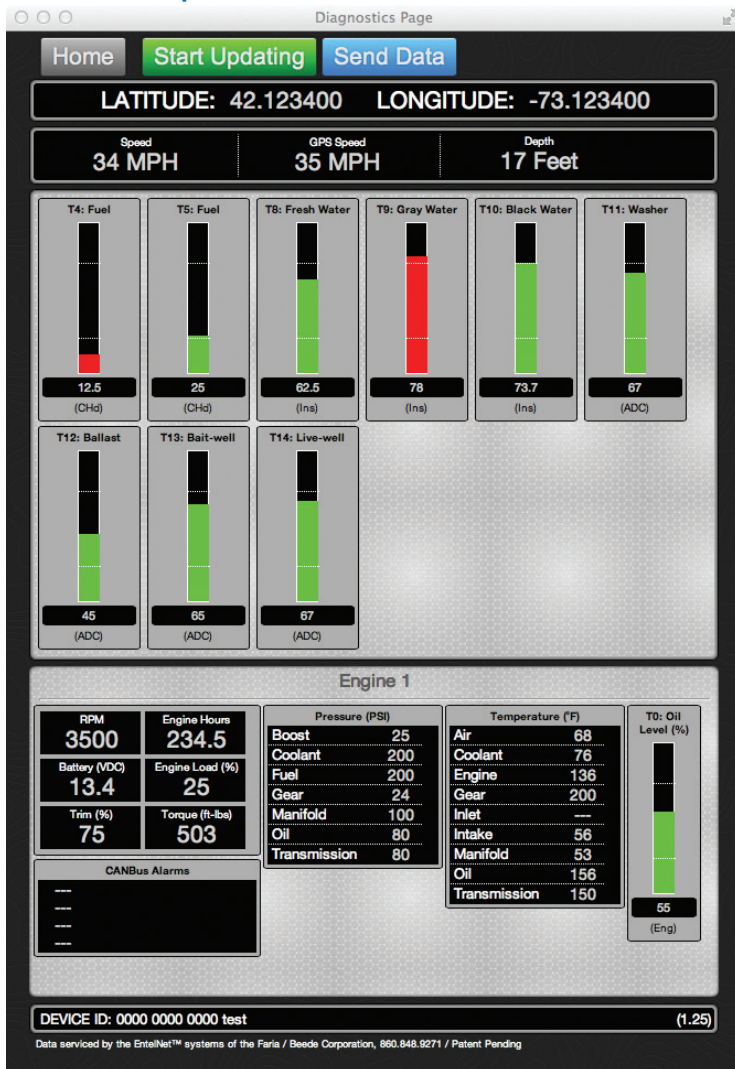 Diagnostics Page
Home Start Updating Send Data
LATITUDE: 42.123400 LONGITUDE: -73.123400
Speed GPS Speed Depth
34 MPH 35 MPH 17 Feet
T4: Fuel T5: Fuel T8: Fresh Water T9: Gray Water T10: Black Water T11: Washer
12.5 25 62.5 78 73.7 67
(CHd) (CHd) (Ins) (Ins) (Ins) (ADC)
T12: Ballast T13: Bait-well T14: Live-well
45 65 67
(ADC) (ADC) (ADC)
Engine 1
RPM Engine Hours
3500 234.5
Battery (VDC) Engine Load (%)
13.4 25
Trim (%) Torque (ft-lbs)
75 503
CANBus Alarms
---
---
---
---
Pressure (PSI)
Boost 25
Coolant 200
Fuel 200
Gear 24
Manifold 100
Oil 80
Transmission 80
Temperature (°F)
Air 68
Coolant 76
Engine 136
Gear 200
Inlet ---
Intake 56
Manifold 53
Oil 156
Transmission 150
T0: Oil
Level (%)
55
(Eng)
DEVICE ID: 0000 0000 0000 test (1.25)
Data serviced by the EntelNet™ systems of the Faria / Beede Corporation, 860.848.9271 / Patent Pending